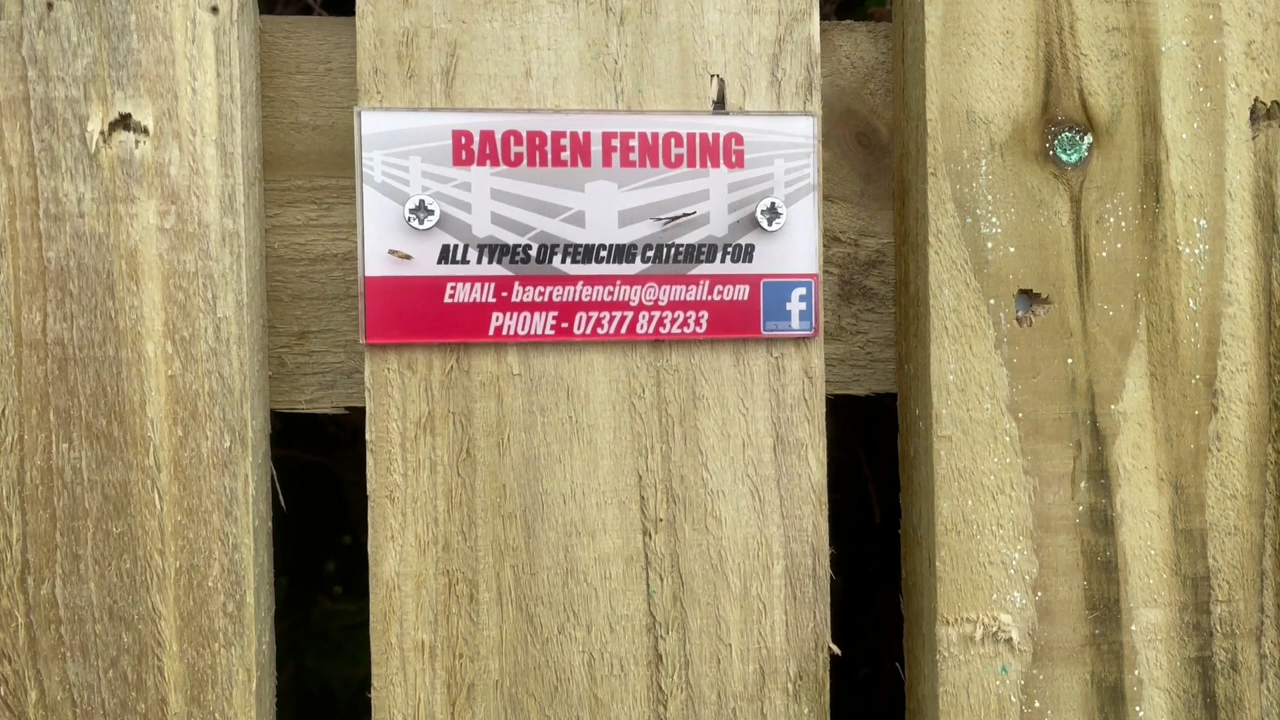 BACREN FENCING
ALL TYPES OF FENCING CATERED FOR
EMAIL - bacrenfencing@gmail.com
PHONE - 07377 873233
f